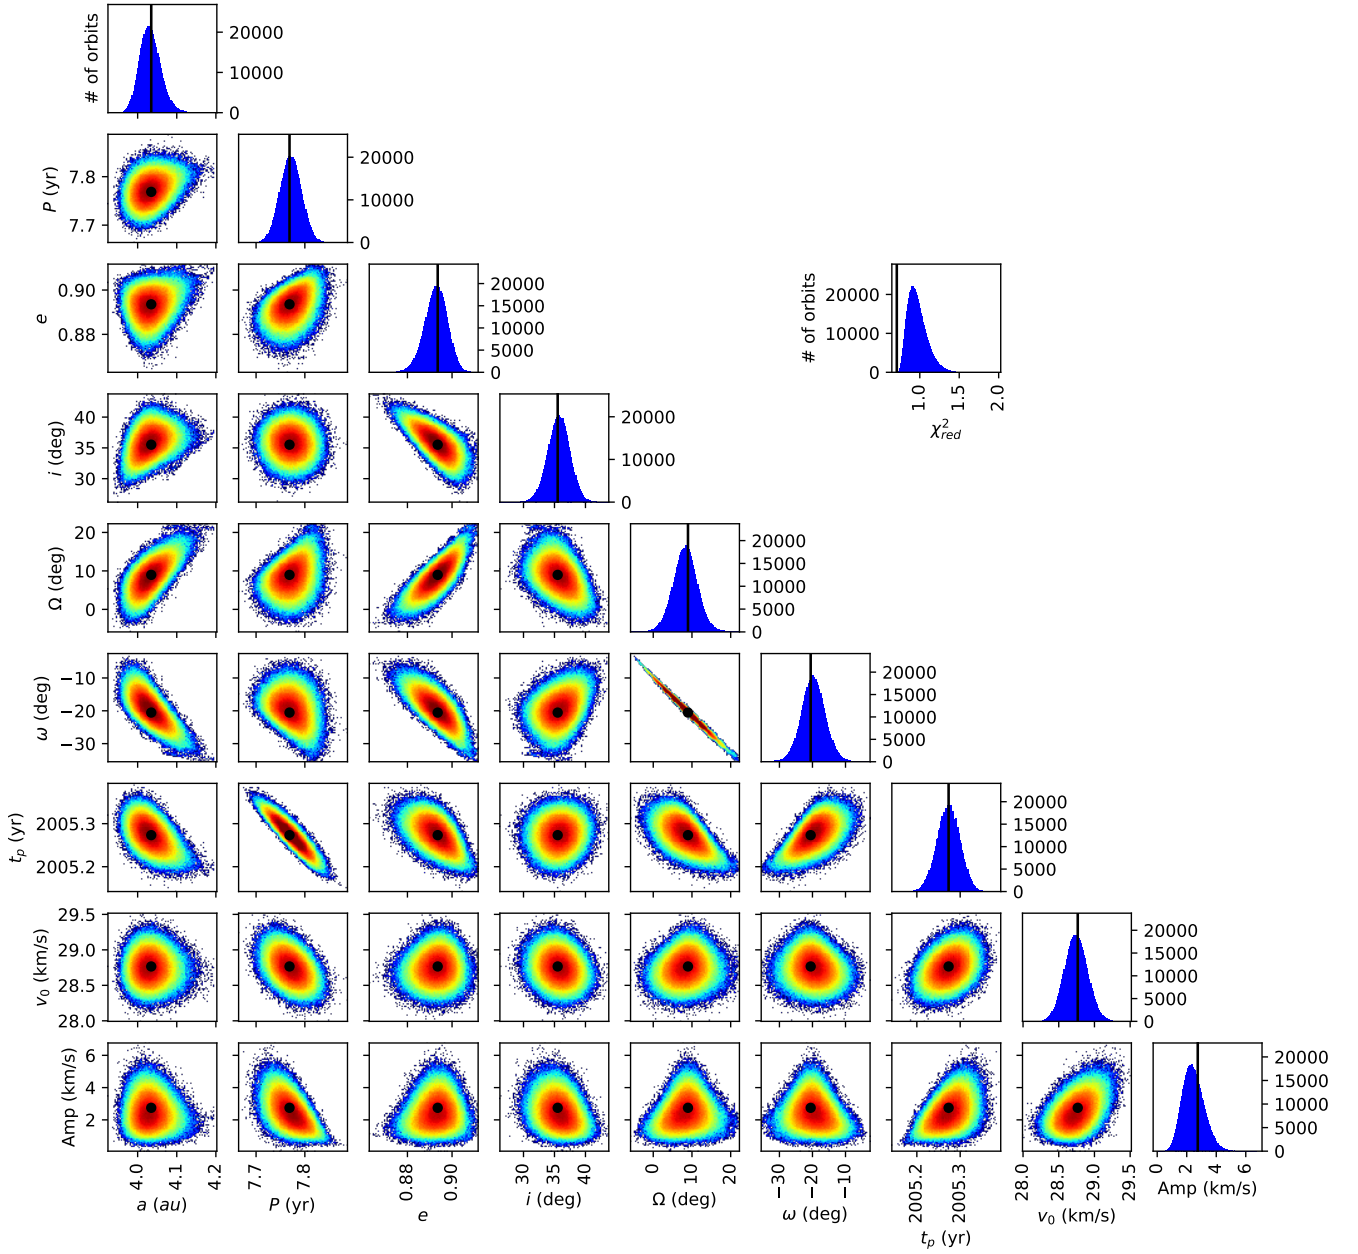 # of orbits
20000
10000
0
P (yr)
7.8
7.7
20000
10000
0
e
0.90
0.88
20000
15000
10000
5000
0
# of orbits
20000
10000
0
1.0
1.5
2.0
χ²red
i (deg)
40
35
30
20000
10000
0
Ω (deg)
20
10
0
20000
15000
10000
5000
0
ω (deg)
−10
−20
−30
20000
15000
10000
5000
0
tp (yr)
2005.3
2005.2
20000
15000
10000
5000
0
v0 (km/s)
29.5
29.0
28.5
28.0
20000
15000
10000
5000
0
Amp (km/s)
6
4
2
20000
15000
10000
5000
0
4.0 4.1 4.2
a (au)
7.7 7.8
P (yr)
0.88 0.90
e
30 35 40
i (deg)
0 10 20
Ω (deg)
−30 −20 −10
ω (deg)
2005.2 2005.3
tp (yr)
28.0 28.5 29.0 29.5
v0 (km/s)
0 2 4 6
Amp (km/s)